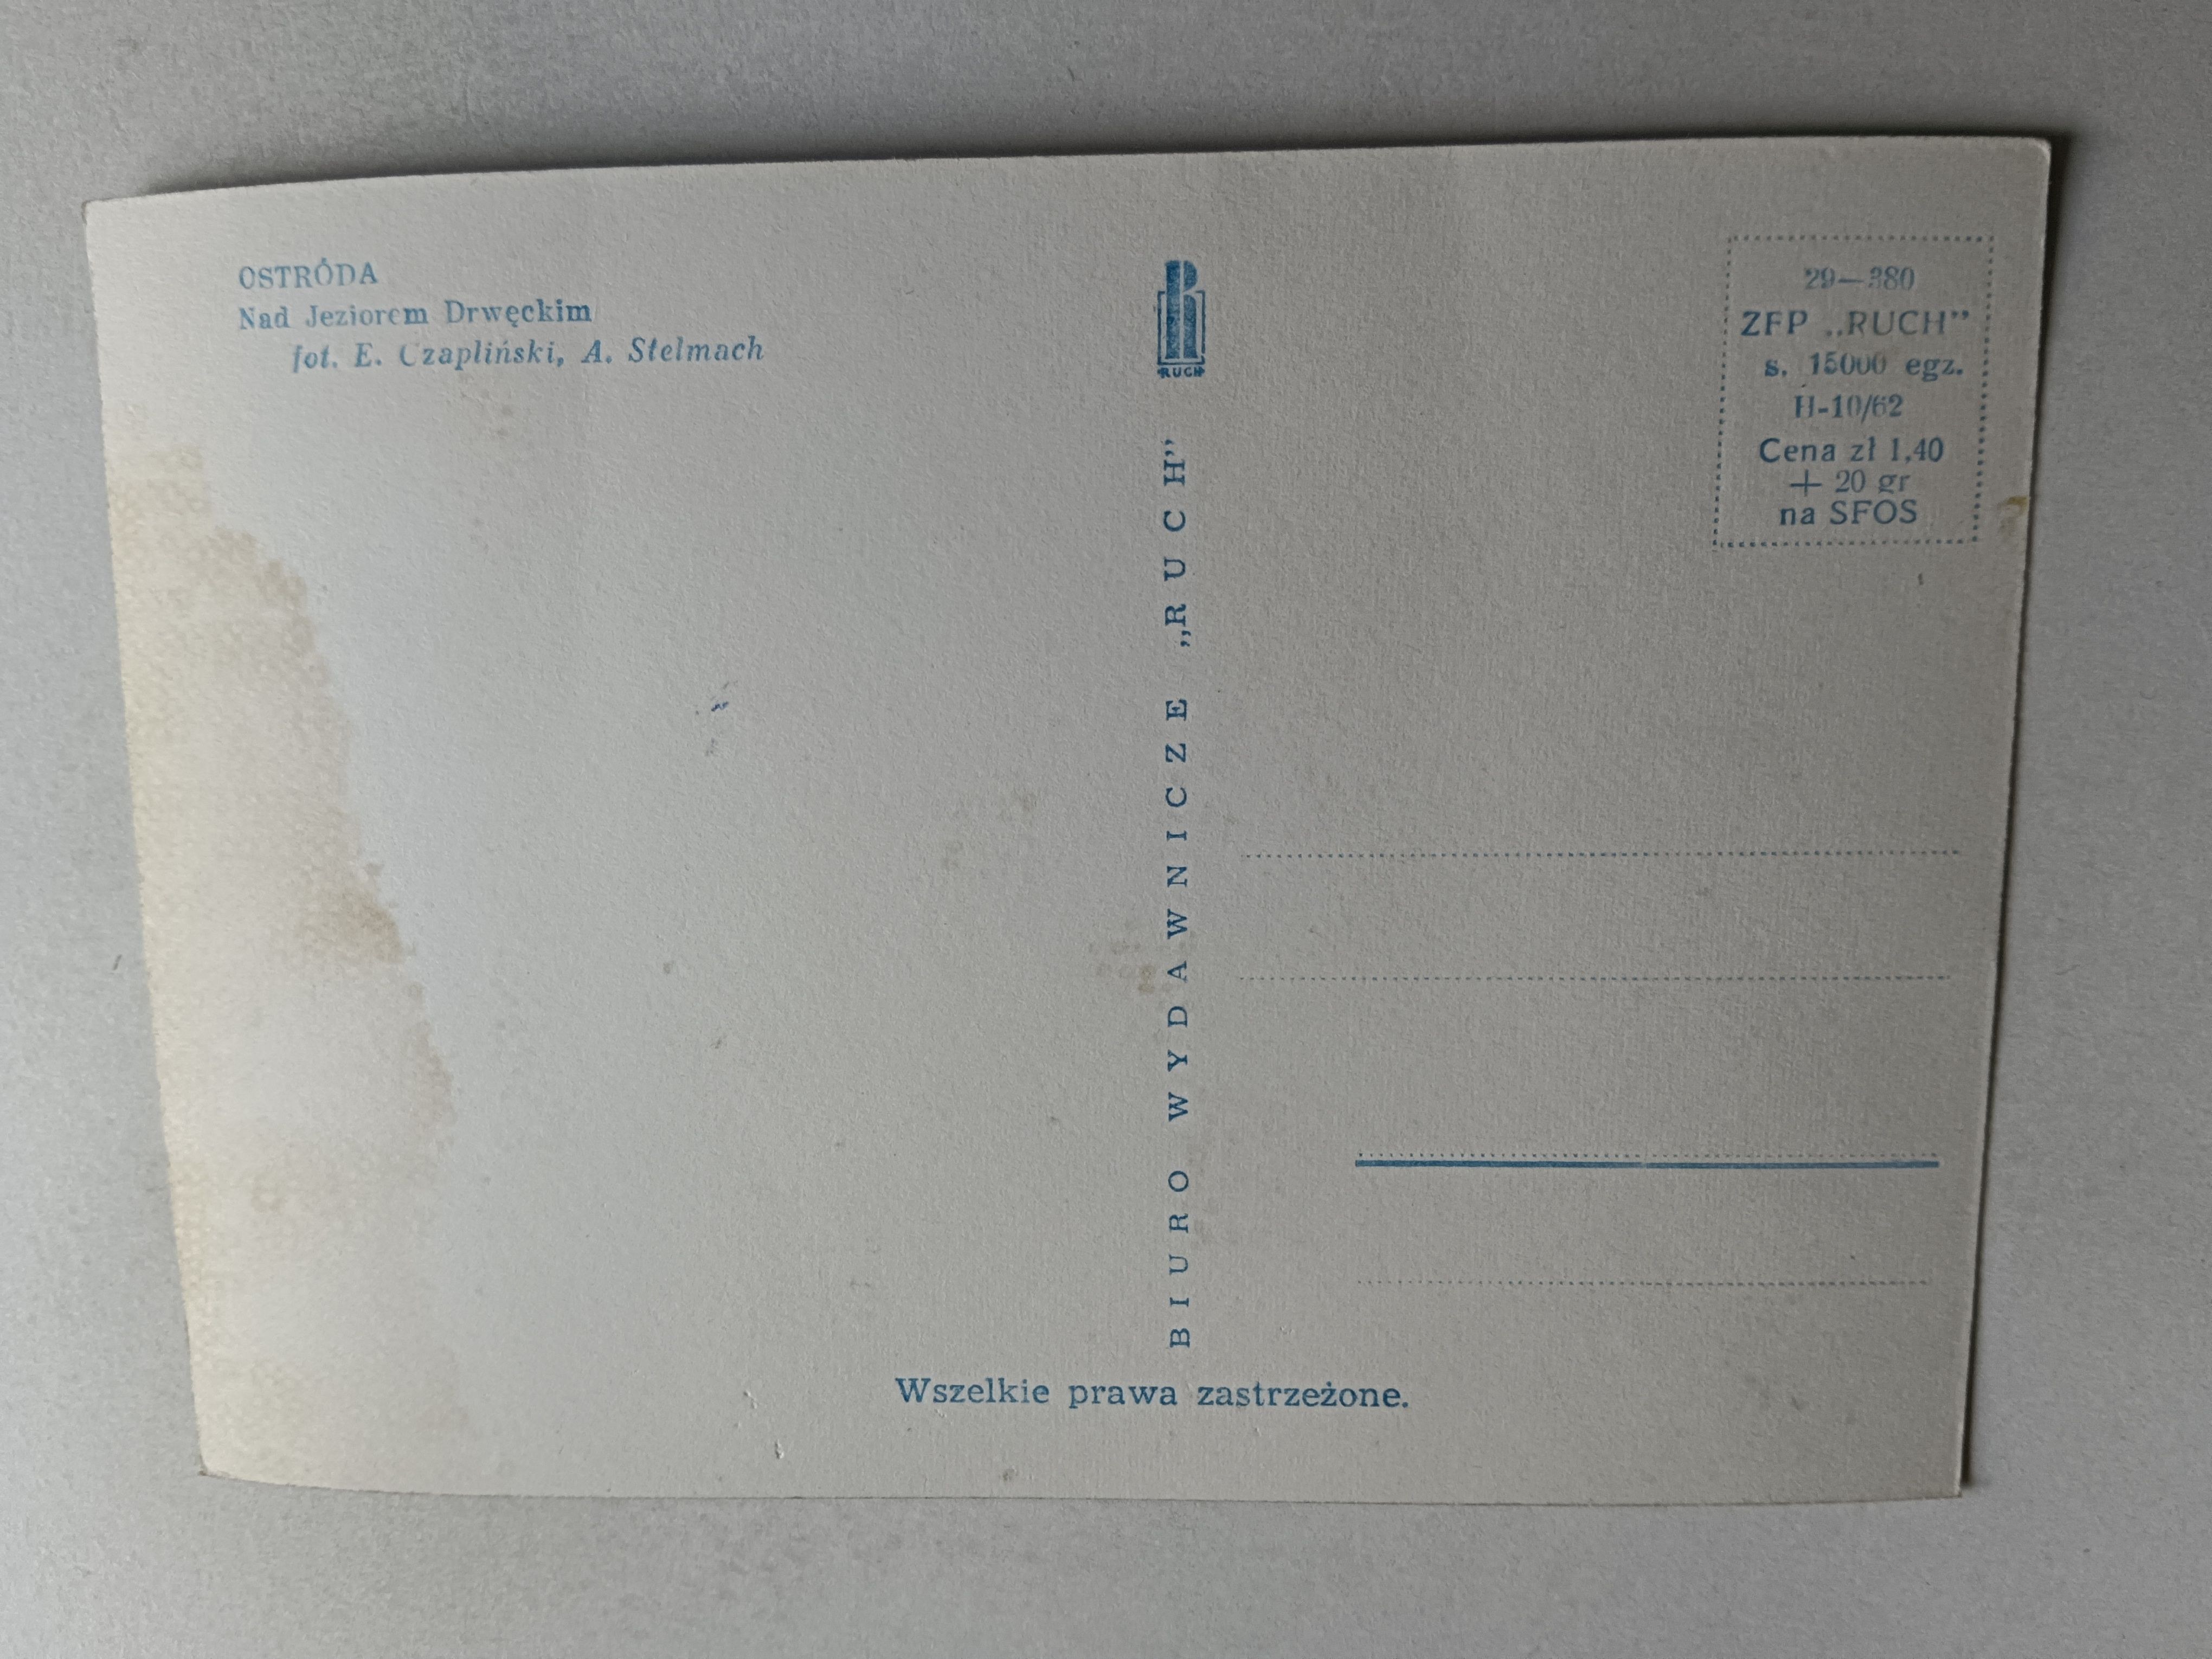 OSTRÓDA
Nad Jeziorem Drwęckim
fot. E. Czapliński, A. Stelmach
RUCH
BIURO WYDAWNICZE „RUCH”
29—380
ZFP „RUCH”
s. 15000 egz.
H-10/62
Cena zł 1,40
+ 20 gr
na SFOS
Wszelkie prawa zastrzeżone.